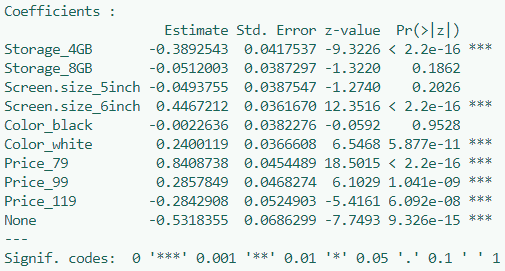 Coefficients :
Estimate Std. Error z-value Pr(>|z|)
Storage_4GB -0.3892543 0.0417537 -9.3226 < 2.2e-16 ***
Storage_8GB -0.0512003 0.0387297 -1.3220 0.1862
Screen.size_5inch -0.0493755 0.0387547 -1.2740 0.2026
Screen.size_6inch 0.4467212 0.0361670 12.3516 < 2.2e-16 ***
Color_black -0.0022636 0.0382276 -0.0592 0.9528
Color_white 0.2400119 0.0366608 6.5468 5.877e-11 ***
Price_79 0.8408738 0.0454489 18.5015 < 2.2e-16 ***
Price_99 0.2857849 0.0468274 6.1029 1.041e-09 ***
Price_119 -0.2842908 0.0524903 -5.4161 6.092e-08 ***
None -0.5318355 0.0686299 -7.7493 9.326e-15 ***
---
Signif. codes: 0 '***' 0.001 '**' 0.01 '*' 0.05 '.' 0.1 ' ' 1